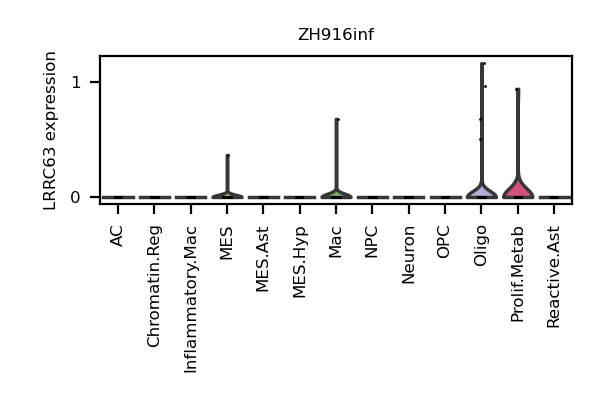 ZH916inf
LRRC63 expression
1
0
AC
Chromatin.Reg
Inflammatory.Mac
MES
MES.Ast
MES.Hyp
Mac
NPC
Neuron
OPC
Oligo
Prolif.Metab
Reactive.Ast